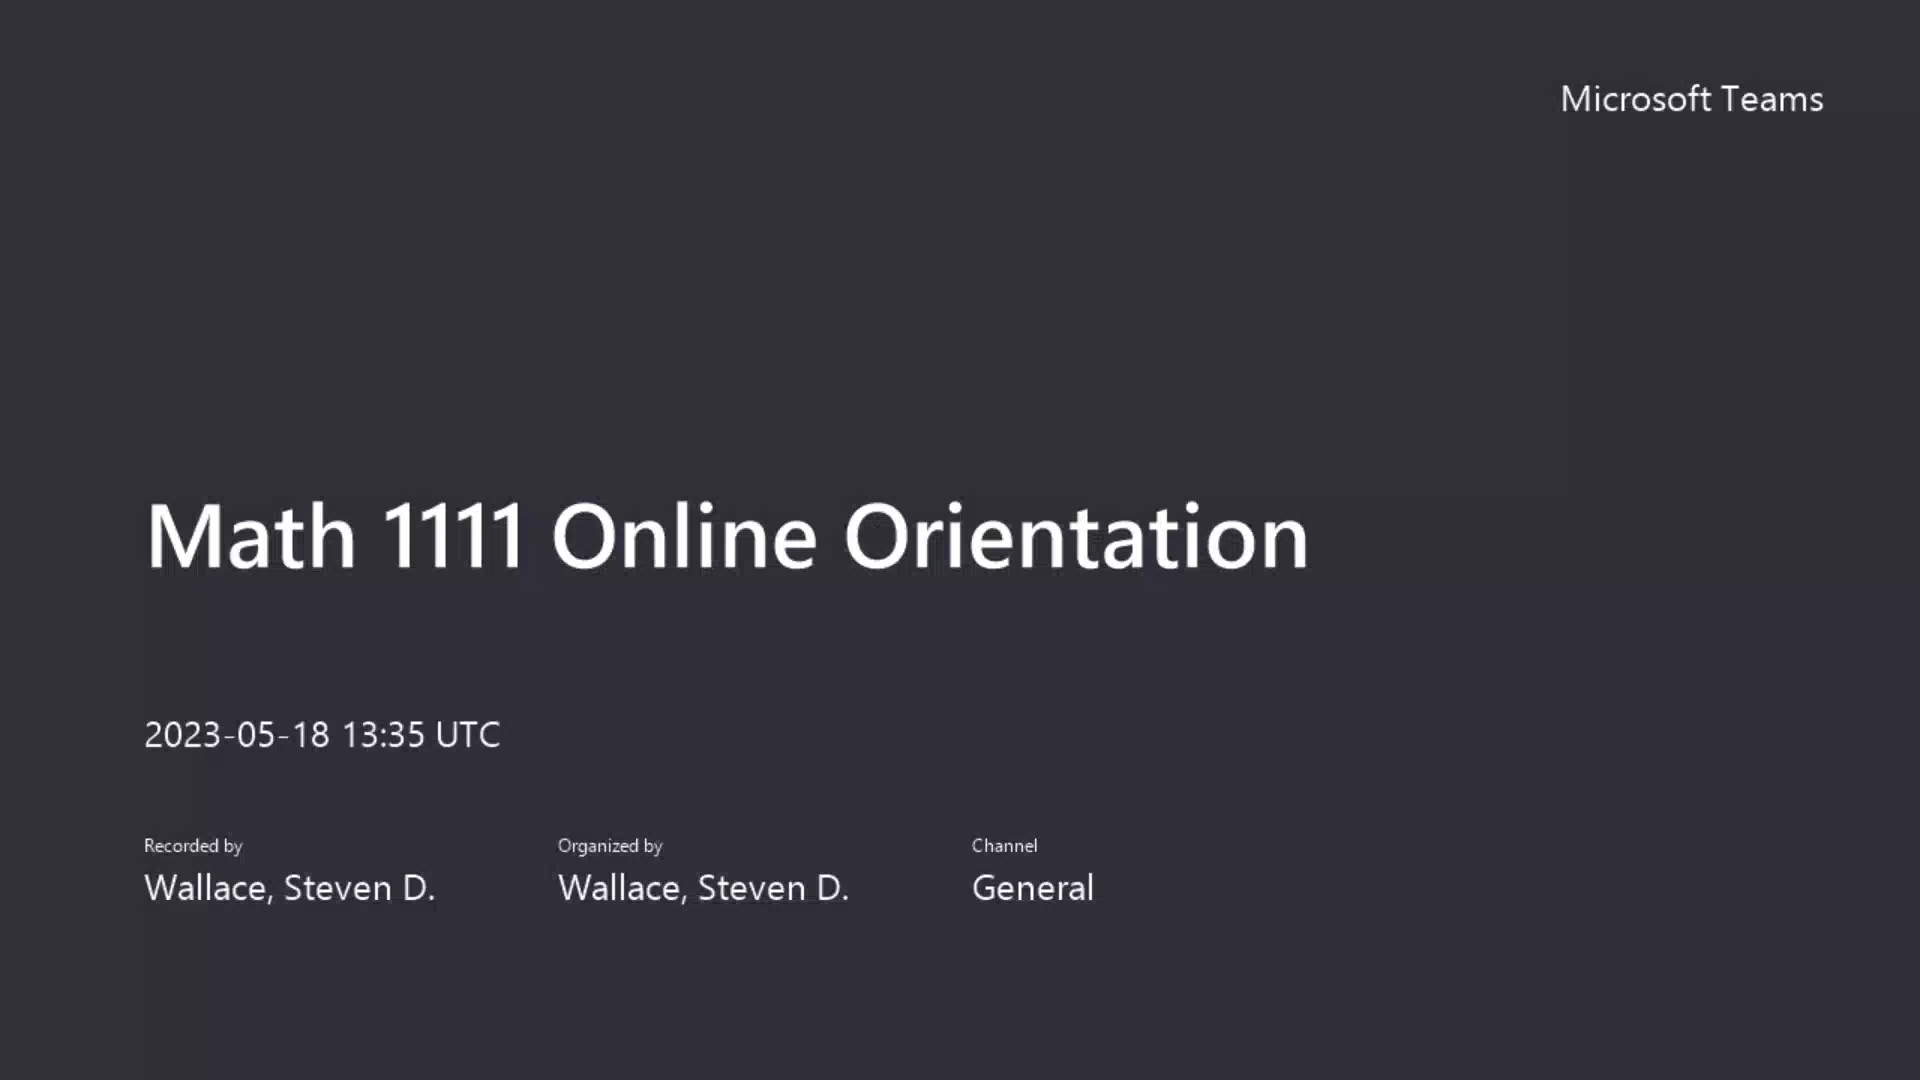 Microsoft Teams
Math 1111 Online Orientation
2023-05-18 13:35 UTC
Recorded by
Wallace, Steven D.
Organized by
Wallace, Steven D.
Channel
General